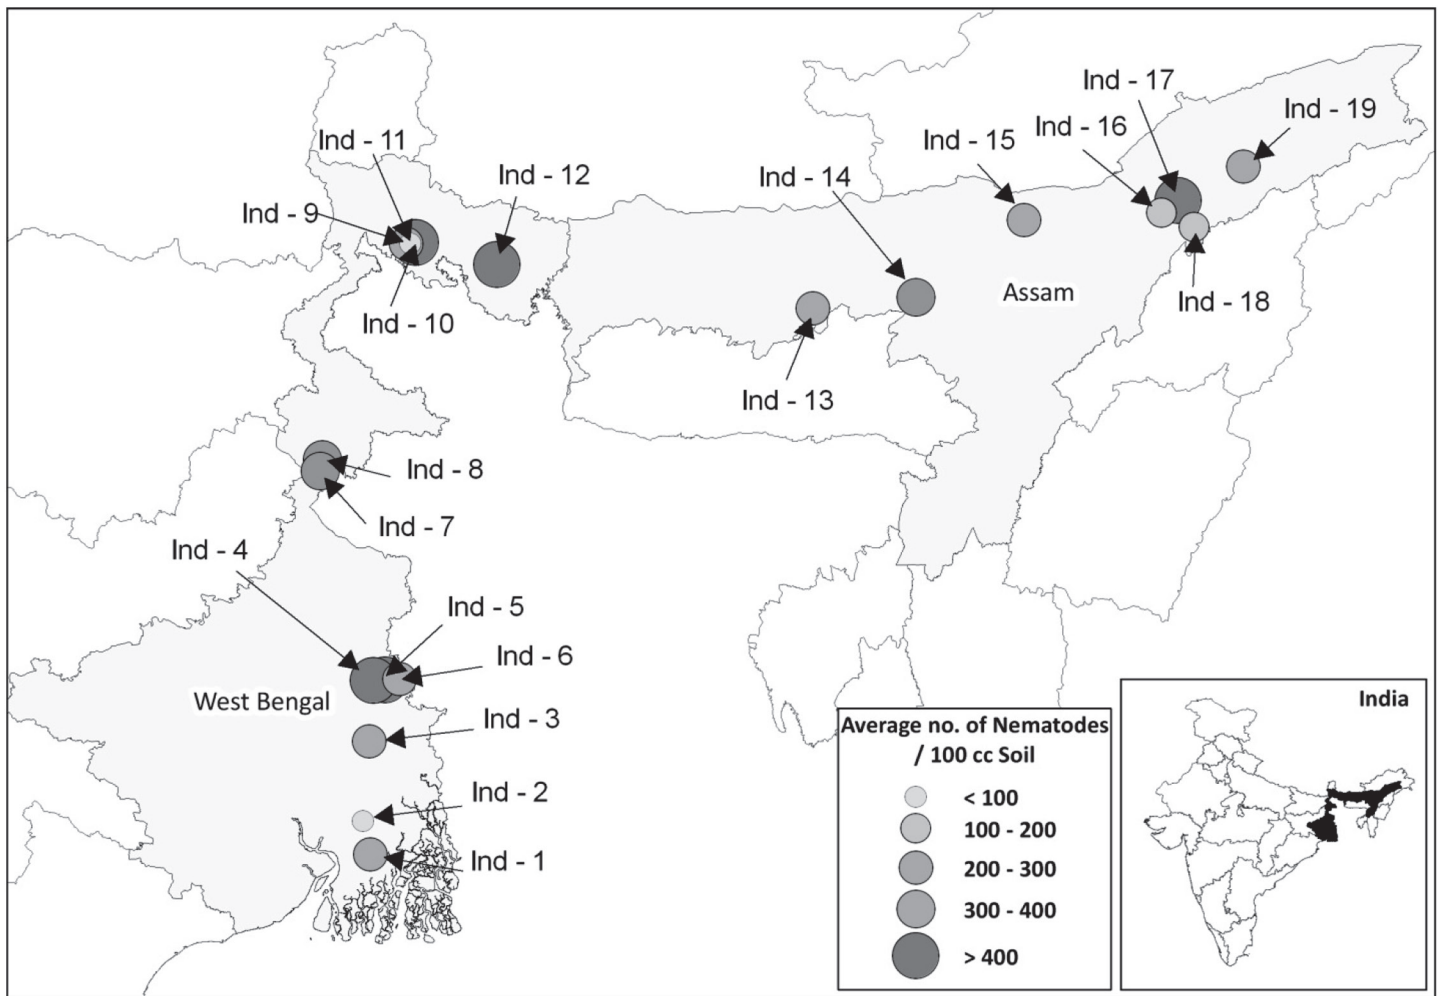 Ind - 17
Ind - 19
Ind - 16
Ind - 15
Ind - 11
Ind - 12
Ind - 14
Ind - 9
Assam
Ind - 18
Ind - 10
Ind - 13
Ind - 8
Ind - 7
Ind - 4
Ind - 5
Ind - 6
West Bengal
Ind - 3
Ind - 2
Ind - 1
Average no. of Nematodes
/ 100 cc Soil
< 100
100 - 200
200 - 300
300 - 400
> 400
India